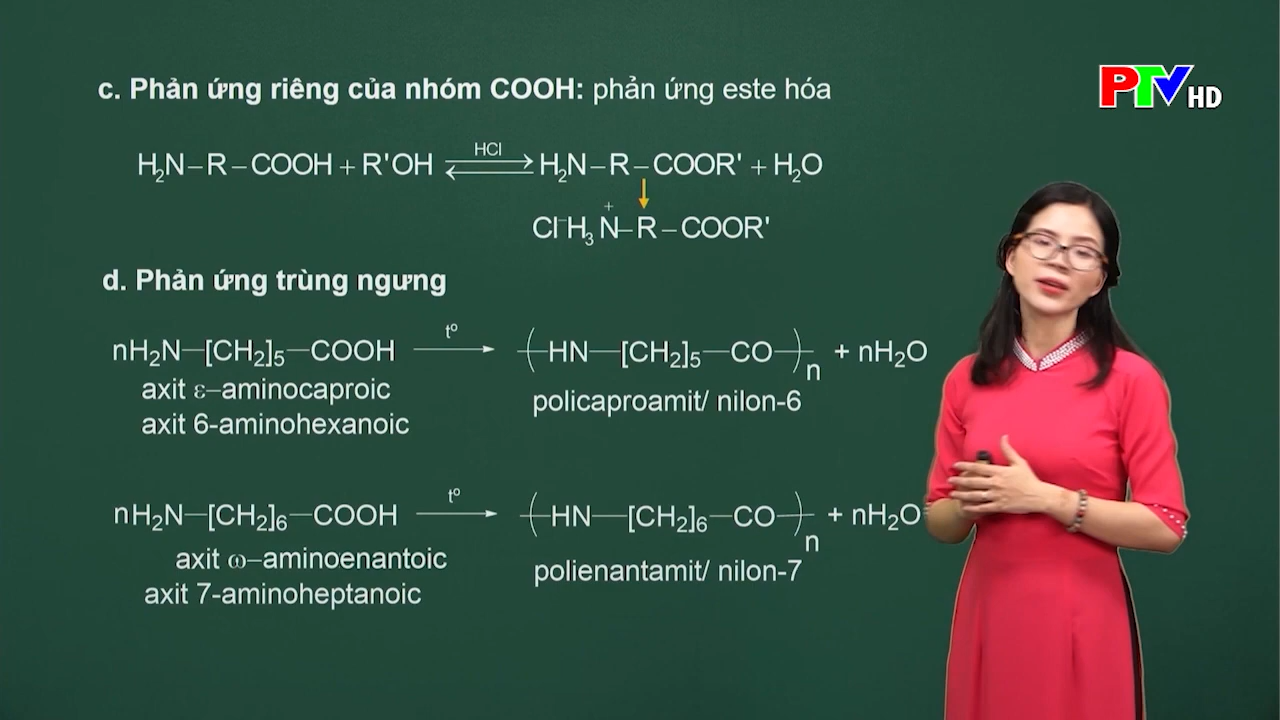 PTV HD
c. Phản ứng riêng của nhóm COOH: phản ứng este hóa
H₂N–R–COOH + R'OH ⇌ H₂N–R–COOR' + H₂O
HCl
Cl⁻H₃N⁺–R–COOR'
d. Phản ứng trùng ngưng
nH₂N–[CH₂]₅–COOH →(tº) (–HN–[CH₂]₅–CO–)n + nH₂O
axit ε–aminocaproic
policaproamit/ nilon-6
axit 6-aminohexanoic
nH₂N–[CH₂]₆–COOH →(tº) (–HN–[CH₂]₆–CO–)n + nH₂O
axit ω–aminoenantoic
polienantamit/ nilon-7
axit 7-aminoheptanoic